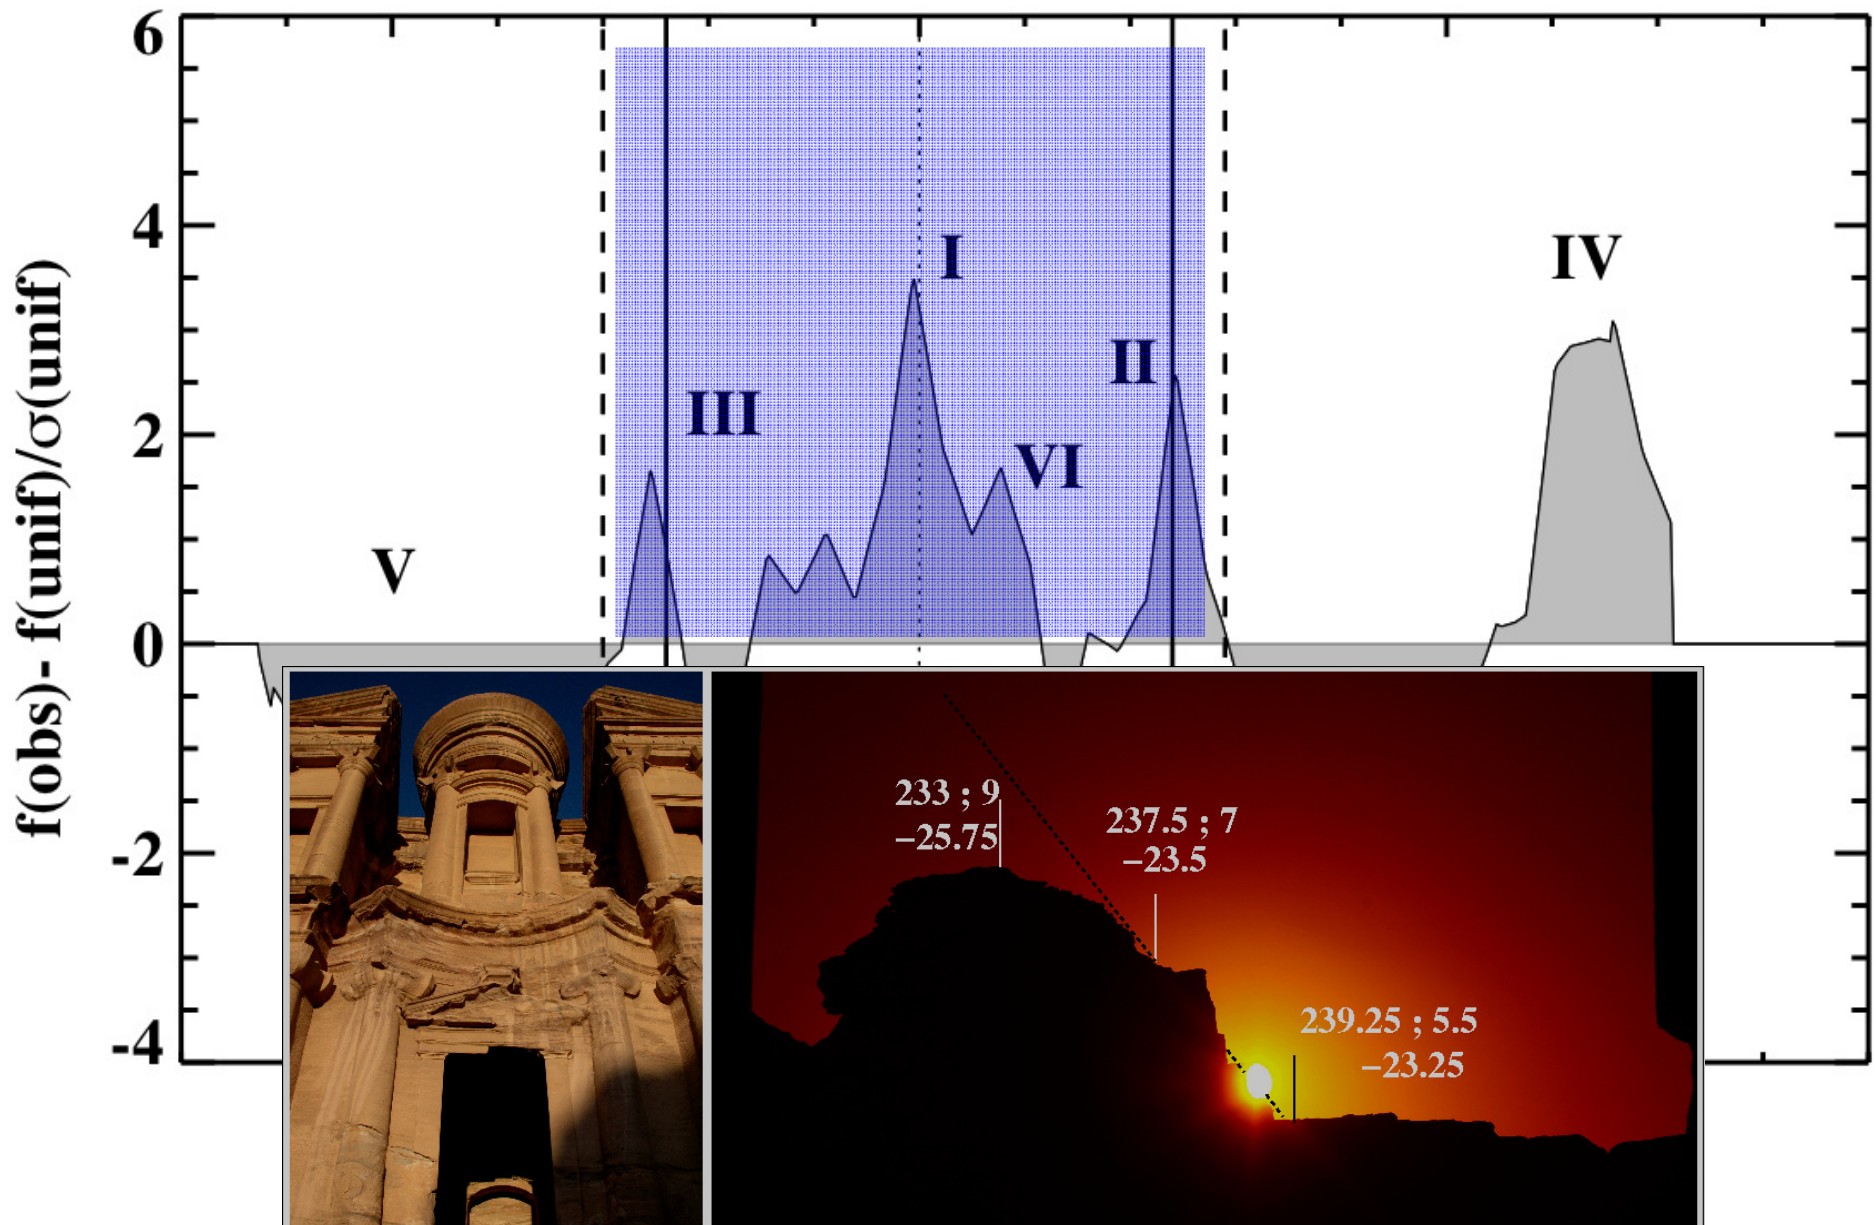 6
4
2
0
-2
-4
f(obs)- f(unif)/σ(unif)
I
II
III
IV
V
VI
233 ; 9
−25.75
237.5 ; 7
−23.5
239.25 ; 5.5
−23.25